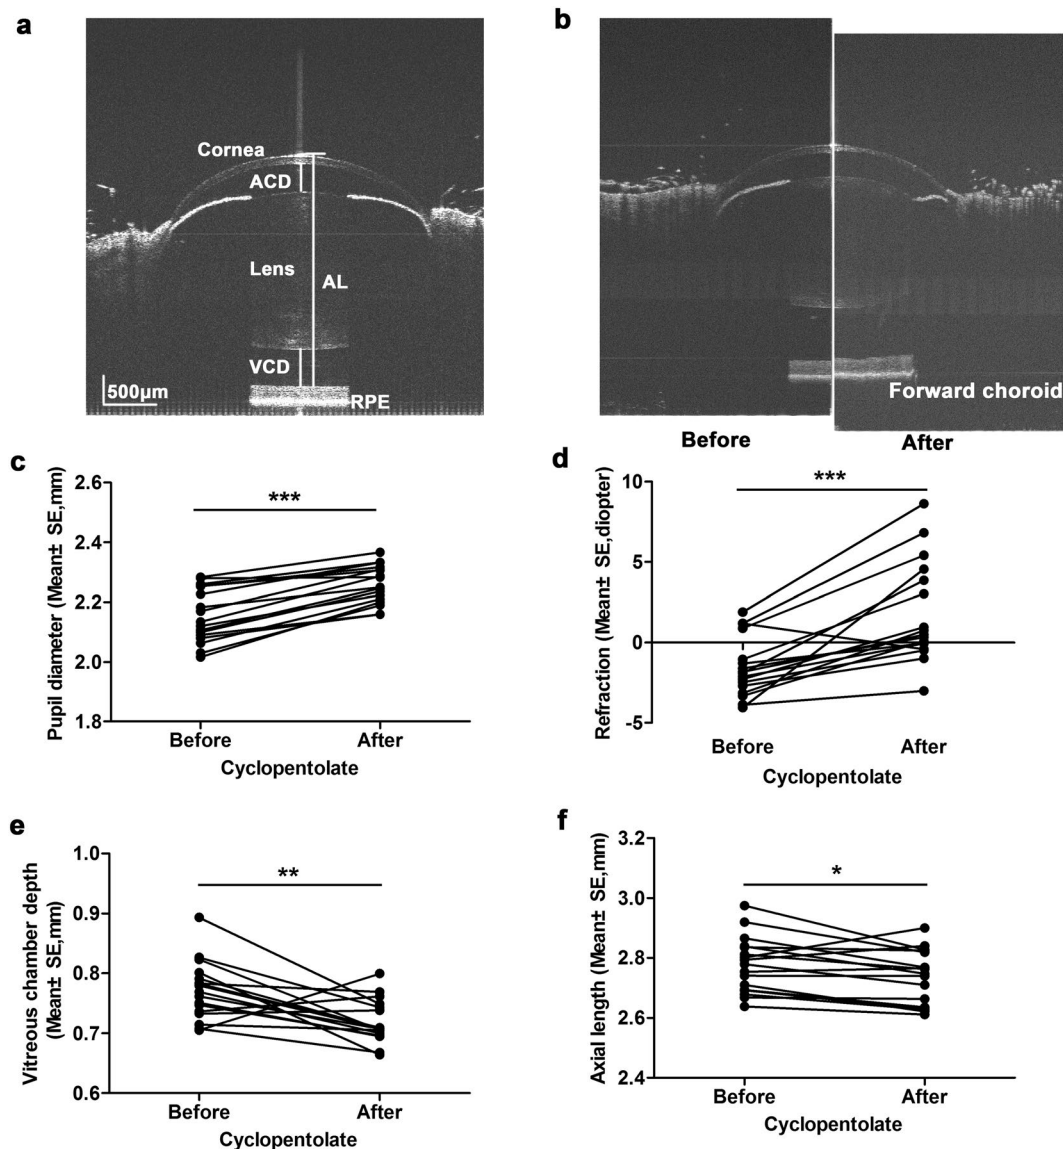 a
Cornea
ACD
Lens
AL
VCD
500μm
RPE
b
Forward choroid
Before
After
c
Pupil diameter (Mean± SE,mm)
2.6
2.4
2.2
2.0
1.8
***
Before
After
Cyclopentolate
d
Refraction (Mean± SE,diopter)
10
5
0
-5
***
Before
After
Cyclopentolate
e
Vitreous chamber depth
(Mean± SE,mm)
1.0
0.9
0.8
0.7
0.6
**
Before
After
Cyclopentolate
f
Axial length (Mean± SE,mm)
3.2
3.0
2.8
2.6
2.4
*
Before
After
Cyclopentolate